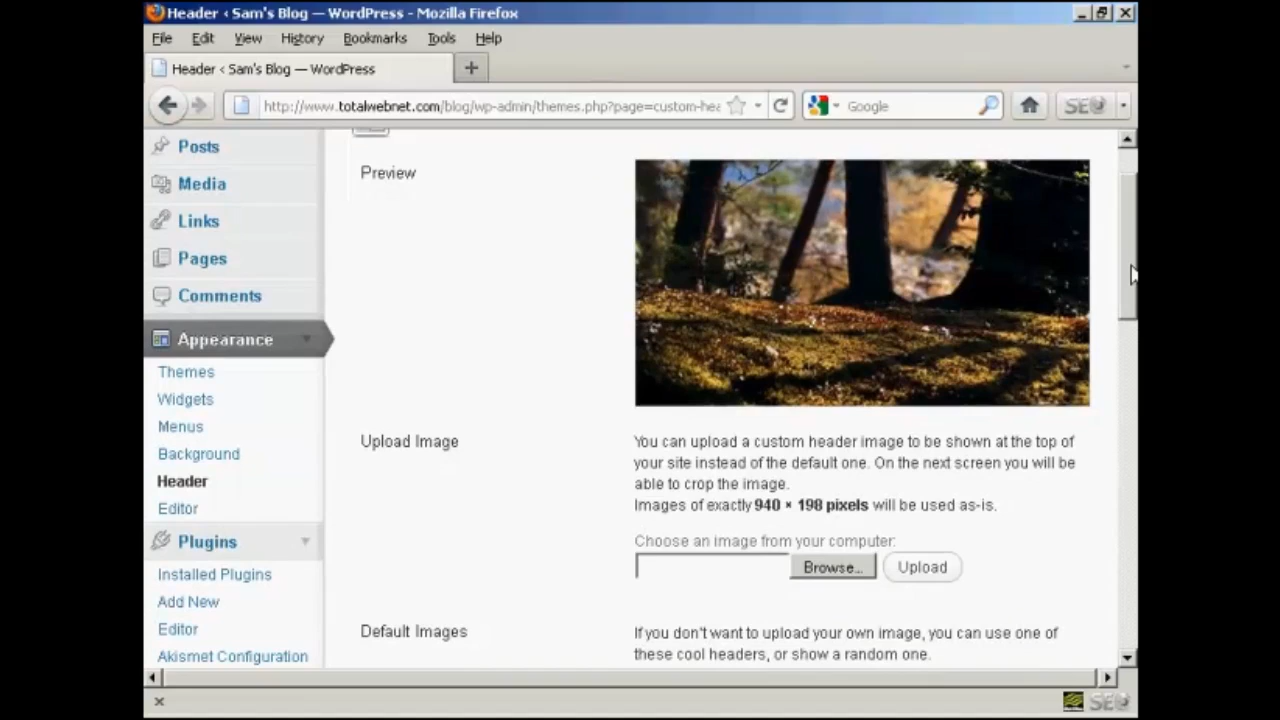 Header ‹ Sam's Blog — WordPress - Mozilla Firefox
File Edit View History Bookmarks Tools Help
Header ‹ Sam's Blog — WordPress
http://www.totalwebnet.com/blog/wp-admin/themes.php?page=custom-hea
Google
SEO
Posts
Media
Links
Pages
Comments
Appearance
Themes
Widgets
Menus
Background
Header
Editor
Plugins
Installed Plugins
Add New
Editor
Akismet Configuration
Preview
Upload Image
You can upload a custom header image to be shown at the top of
your site instead of the default one. On the next screen you will be
able to crop the image.
Images of exactly 940 × 198 pixels will be used as-is.
Choose an image from your computer:
Browse... Upload
Default Images
If you don't want to upload your own image, you can use one of
these cool headers, or show a random one.
SEO